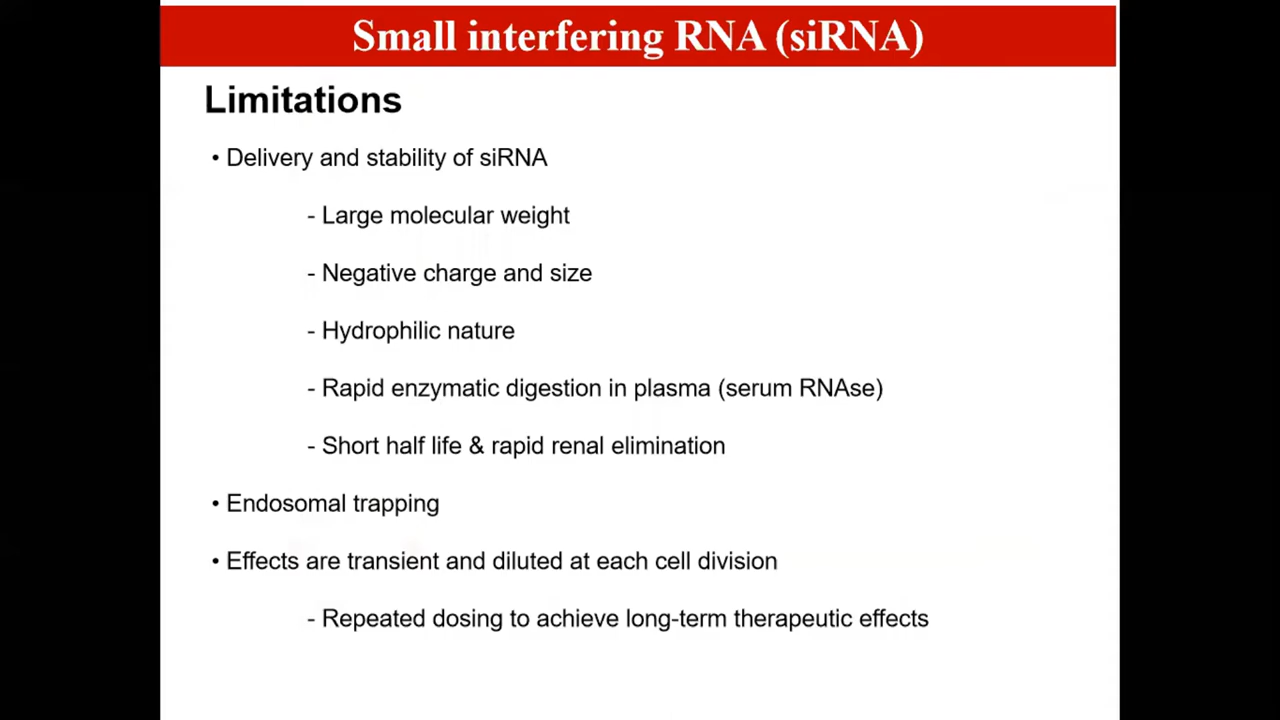 Small interfering RNA (siRNA)
Limitations
• Delivery and stability of siRNA
- Large molecular weight
- Negative charge and size
- Hydrophilic nature
- Rapid enzymatic digestion in plasma (serum RNAse)
- Short half life & rapid renal elimination
• Endosomal trapping
• Effects are transient and diluted at each cell division
- Repeated dosing to achieve long-term therapeutic effects